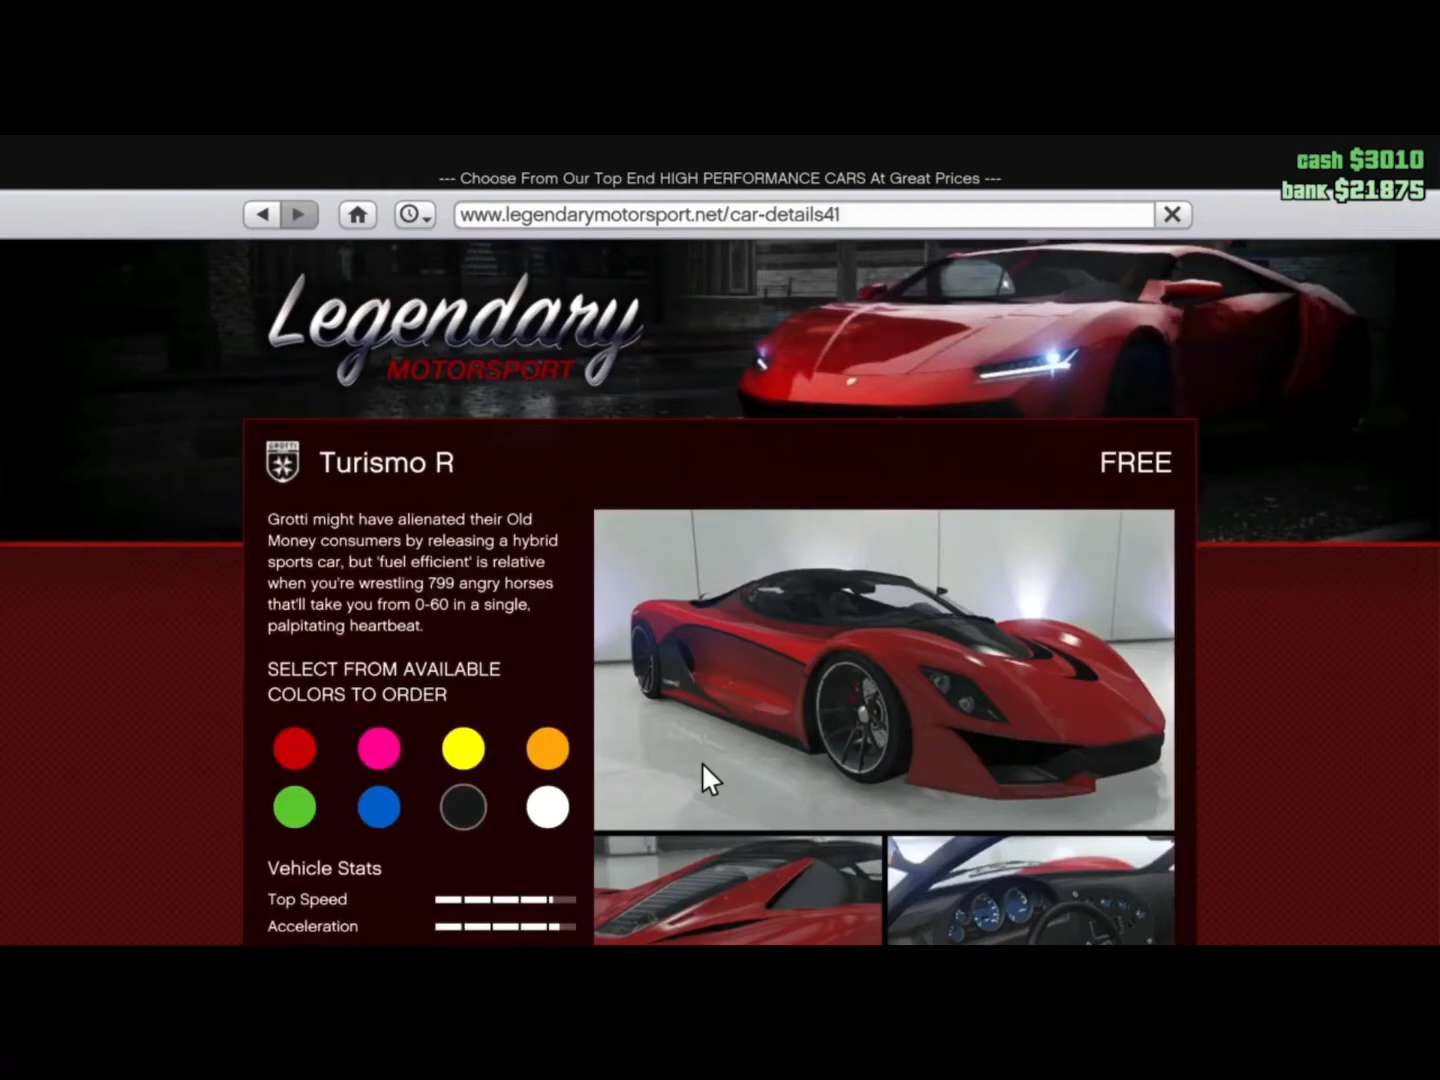 cash $3010
--- Choose From Our Top End HIGH PERFORMANCE CARS At Great Prices ---
bank $21875
www.legendarymotorsport.net/car-details41
Legendary
MOTORSPORT
GROTTI
Turismo R
FREE
Grotti might have alienated their Old
Money consumers by releasing a hybrid
sports car, but 'fuel efficient' is relative
when you're wrestling 799 angry horses
that'll take you from 0-60 in a single,
palpitating heartbeat.
SELECT FROM AVAILABLE
COLORS TO ORDER
Vehicle Stats
Top Speed
Acceleration